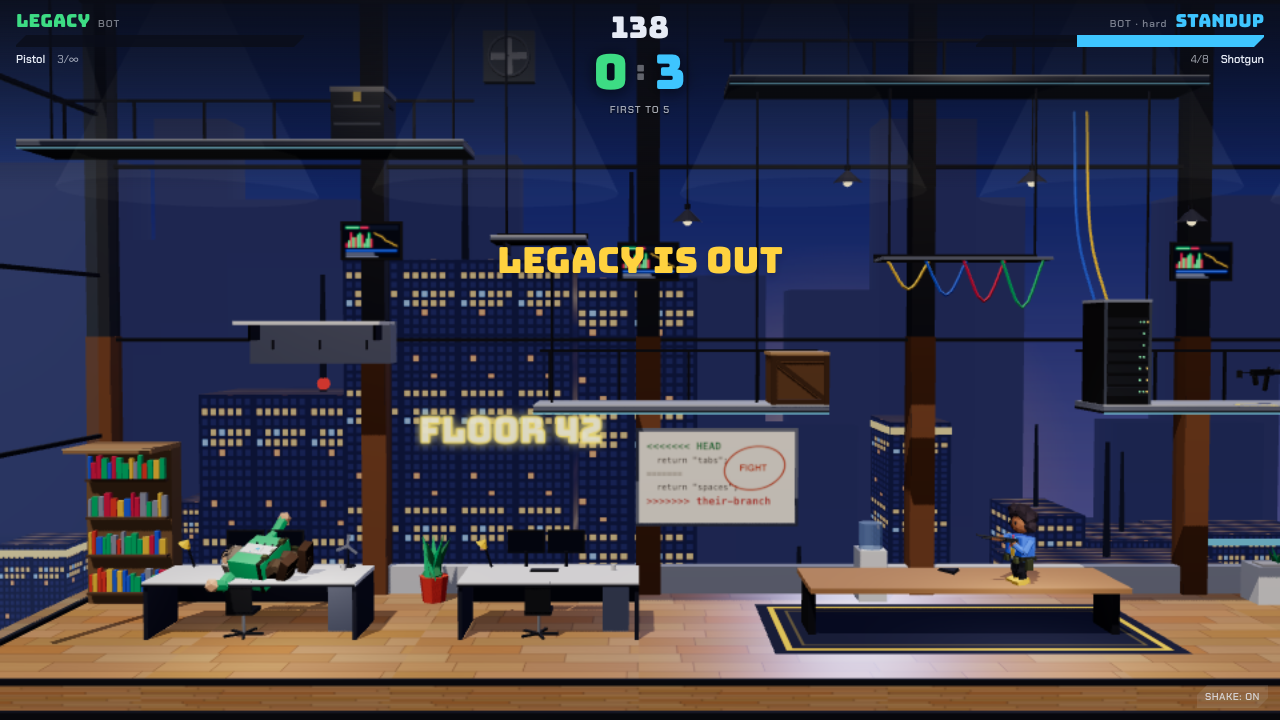 LEGACY BOT
Pistol 3/∞
138
0 : 3
FIRST TO 5
BOT · hard STANDUP
4/8 Shotgun
LEGACY IS OUT
FLOOR 42
<<<<<<< HEAD
return "tabs";
=======
return "spaces";
>>>>>>> their-branch
FIGHT
SHAKE: ON